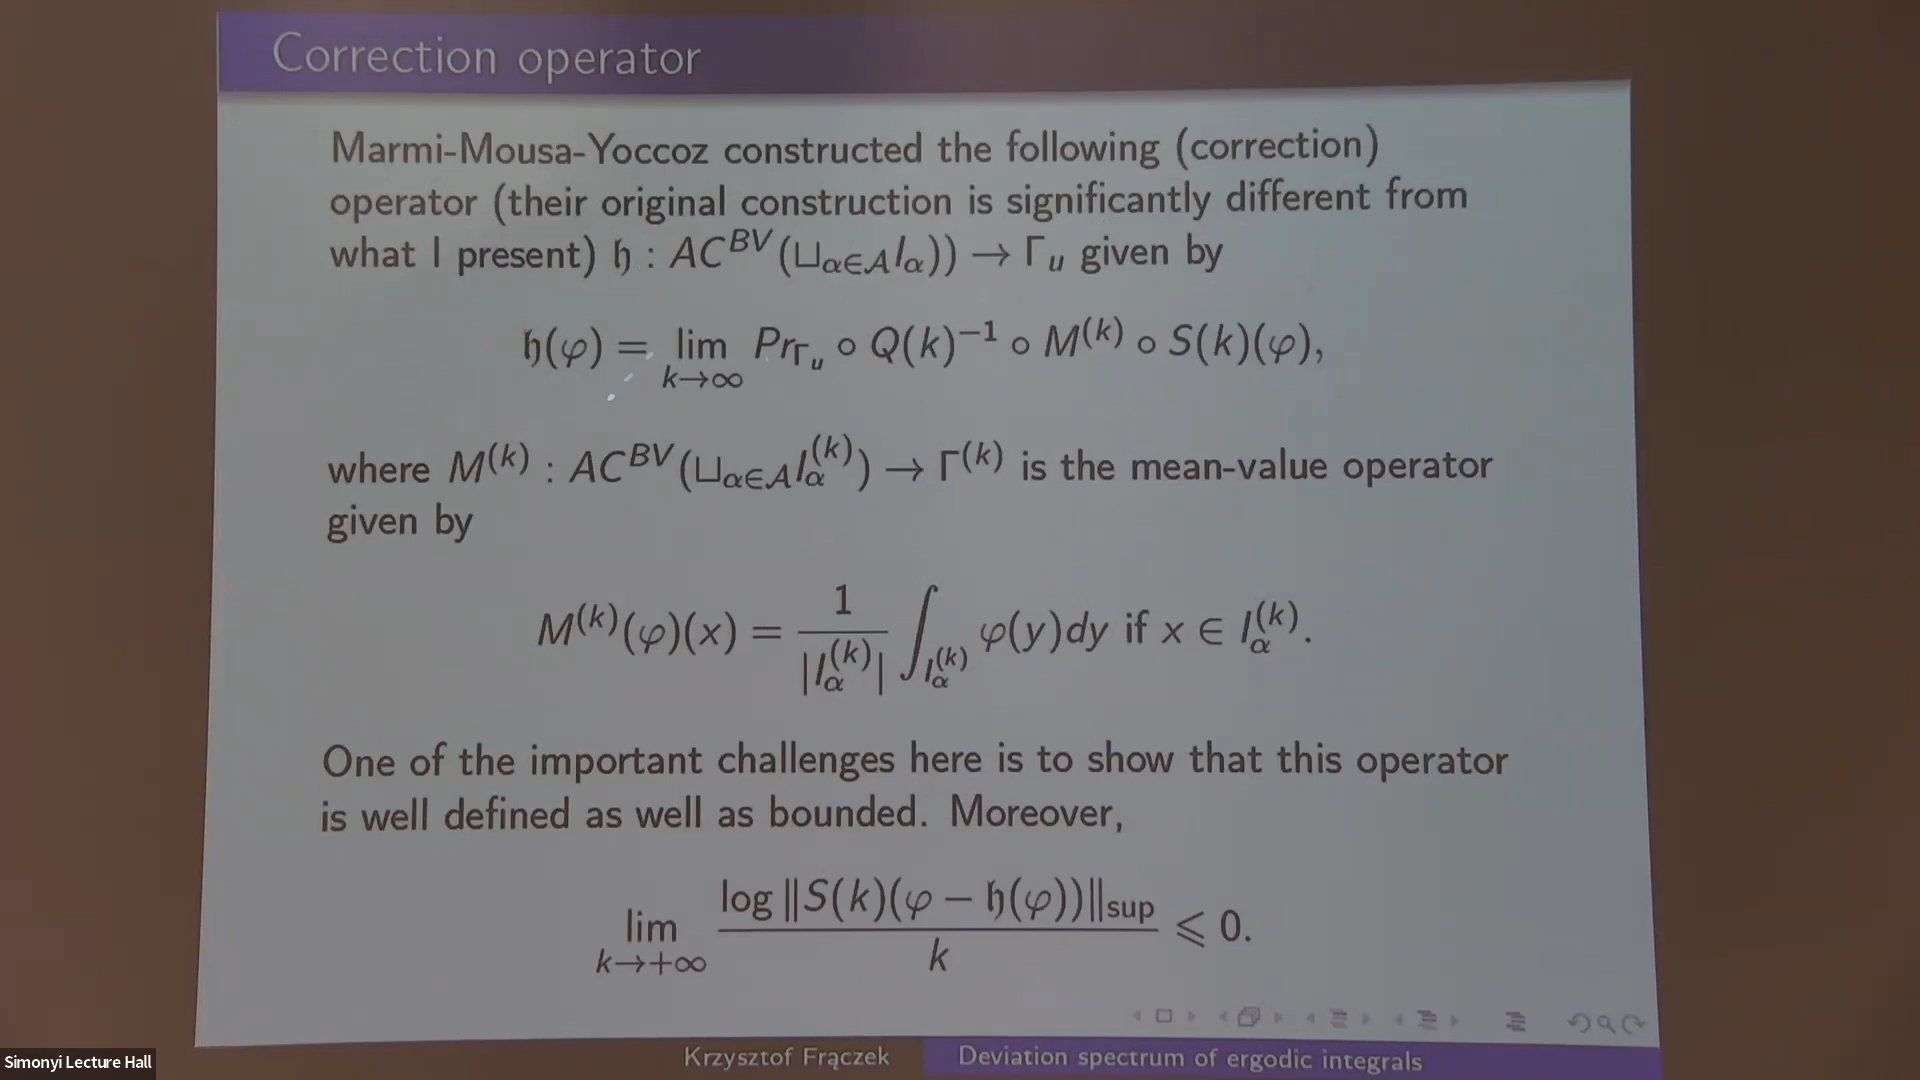 Correction operator
Marmi-Mousa-Yoccoz constructed the following (correction)
operator (their original construction is significantly different from
what I present) 𝔥 : AC^{BV}(⊔_{α∈A} I_α)) → Γ_u given by
𝔥(φ) = lim_{k→∞} Pr_{Γ_u} ∘ Q(k)^{-1} ∘ M^{(k)} ∘ S(k)(φ),
where M^{(k)} : AC^{BV}(⊔_{α∈A} I_α^{(k)}) → Γ^{(k)} is the mean-value operator
given by
M^{(k)}(φ)(x) = \frac{1}{|I_α^{(k)}|} ∫_{I_α^{(k)}} φ(y)dy if x ∈ I_α^{(k)}.
One of the important challenges here is to show that this operator
is well defined as well as bounded. Moreover,
lim_{k→+∞} \frac{log ‖S(k)(φ − 𝔥(φ))‖_{sup}}{k} ⩽ 0.
Krzysztof Frączek Deviation spectrum of ergodic integrals
Simonyi Lecture Hall